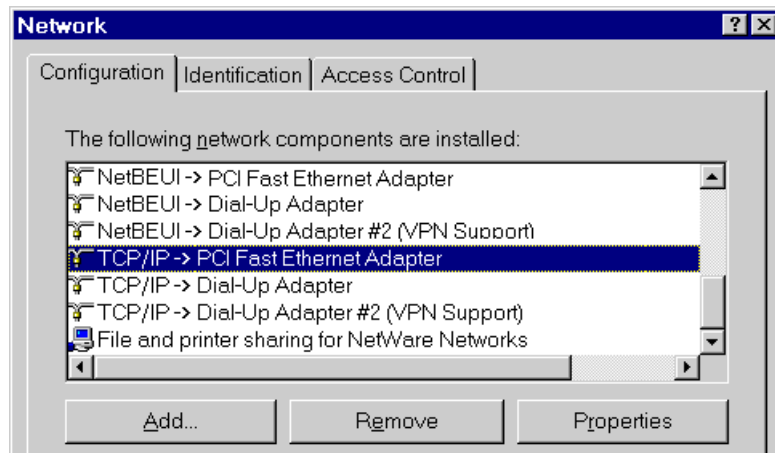 Network
Configuration Identification Access Control
The following network components are installed:
NetBEUI -> PCI Fast Ethernet Adapter
NetBEUI -> Dial-Up Adapter
NetBEUI -> Dial-Up Adapter #2 (VPN Support)
TCP/IP -> PCI Fast Ethernet Adapter
TCP/IP -> Dial-Up Adapter
TCP/IP -> Dial-Up Adapter #2 (VPN Support)
File and printer sharing for NetWare Networks
Add... Remove Properties